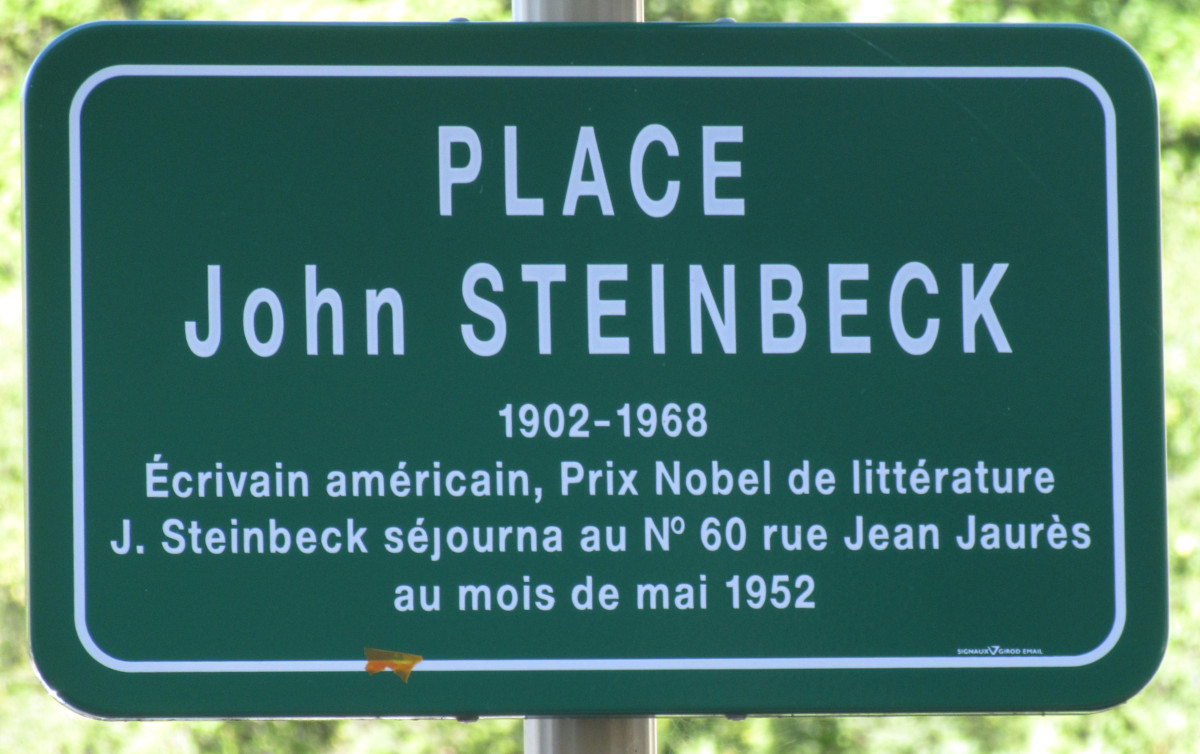 PLACE
John STEINBECK
1902-1968
Écrivain américain, Prix Nobel de littérature
J. Steinbeck séjourna au Nº 60 rue Jean Jaurès
au mois de mai 1952
SIGNAUX GIROD EMAIL